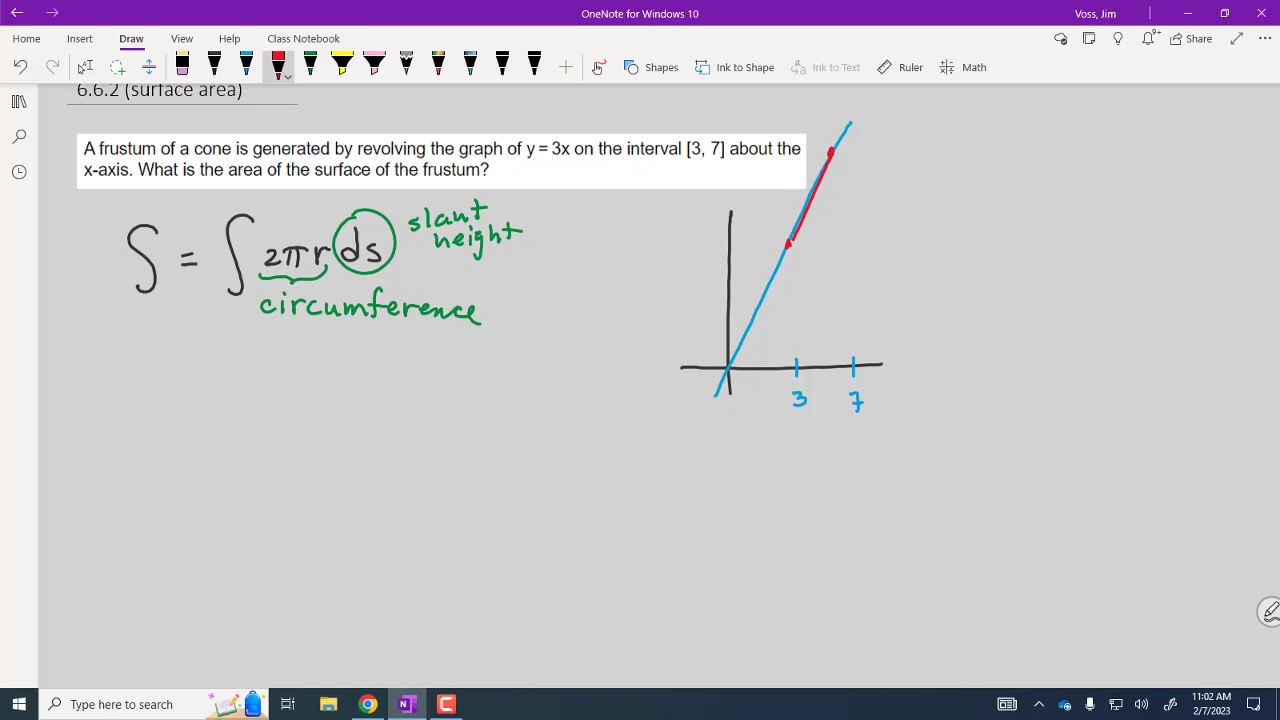 OneNote for Windows 10
Voss, Jim
Home Insert Draw View Help Class Notebook
Share
Shapes Ink to Shape Ink to Text Ruler Math
6.6.2 (surface area)
A frustum of a cone is generated by revolving the graph of y = 3x on the interval [3, 7] about the
x-axis. What is the area of the surface of the frustum?
S = ∫ 2πr ds
slant
height
circumference
3 7
Type here to search
11:02 AM
2/7/2023